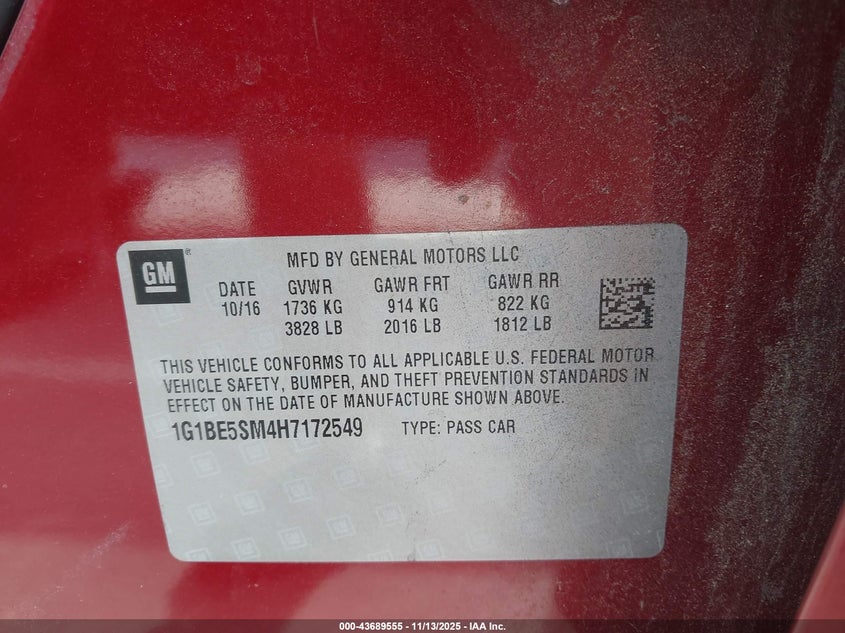 GM
®
MFD BY GENERAL MOTORS LLC
DATE GVWR GAWR FRT GAWR RR
10/16 1736 KG 914 KG 822 KG
3828 LB 2016 LB 1812 LB
THIS VEHICLE CONFORMS TO ALL APPLICABLE U.S. FEDERAL MOTOR
VEHICLE SAFETY, BUMPER, AND THEFT PREVENTION STANDARDS IN
EFFECT ON THE DATE OF MANUFACTURE SHOWN ABOVE.
1G1BE5SM4H7172549 TYPE: PASS CAR
000-43689555 - 11/13/2025 - IAA Inc.